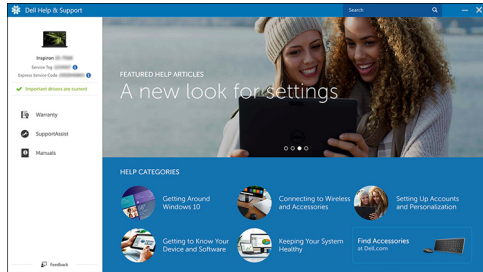 Dell Help & Support
Search
Inspiron
Service Tag
Express Service Code
Important drivers are current
Warranty
SupportAssist
Manuals
Feedback
FEATURED HELP ARTICLES
A new look for settings
HELP CATEGORIES
Getting Around
Windows 10
Connecting to Wireless
and Accessories
Setting Up Accounts
and Personalization
Getting to Know Your
Device and Software
Keeping Your System
Healthy
Find Accessories
at Dell.com